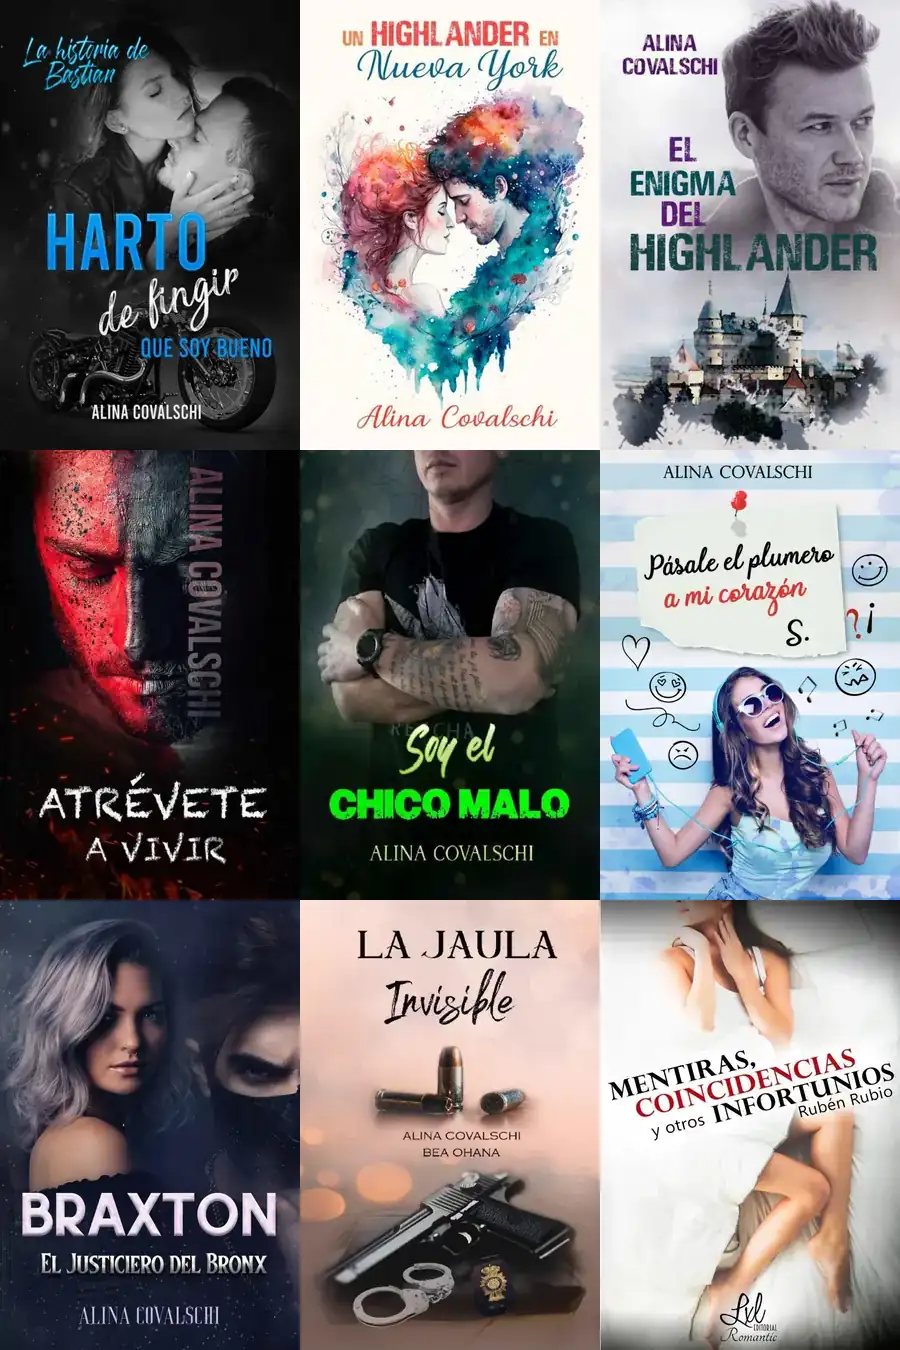 La historia de
Bastian
HARTO
de fingir
QUE SOY BUENO
ALINA COVALSCHI
UN HIGHLANDER EN
Nueva York
Alina Covalschi
ALINA
COVALSCHI
EL
ENIGMA
DEL
HIGHLANDER
ALINA COVALSCHI
ATRÉVETE
A VIVIR
Soy el
CHICO MALO
ALINA COVALSCHI
ALINA COVALSCHI
Pásale el plumero
a mi corazón
S.
?¡
BRAXTON
EL JUSTICIERO DEL BRONX
ALINA COVALSCHI
LA JAULA
Invisible
ALINA COVALSCHI
BEA OHANA
MENTIRAS,
COINCIDENCIAS
y otros INFORTUNIOS
Rubén Rubio
LxL
EDITORIAL
Romantic